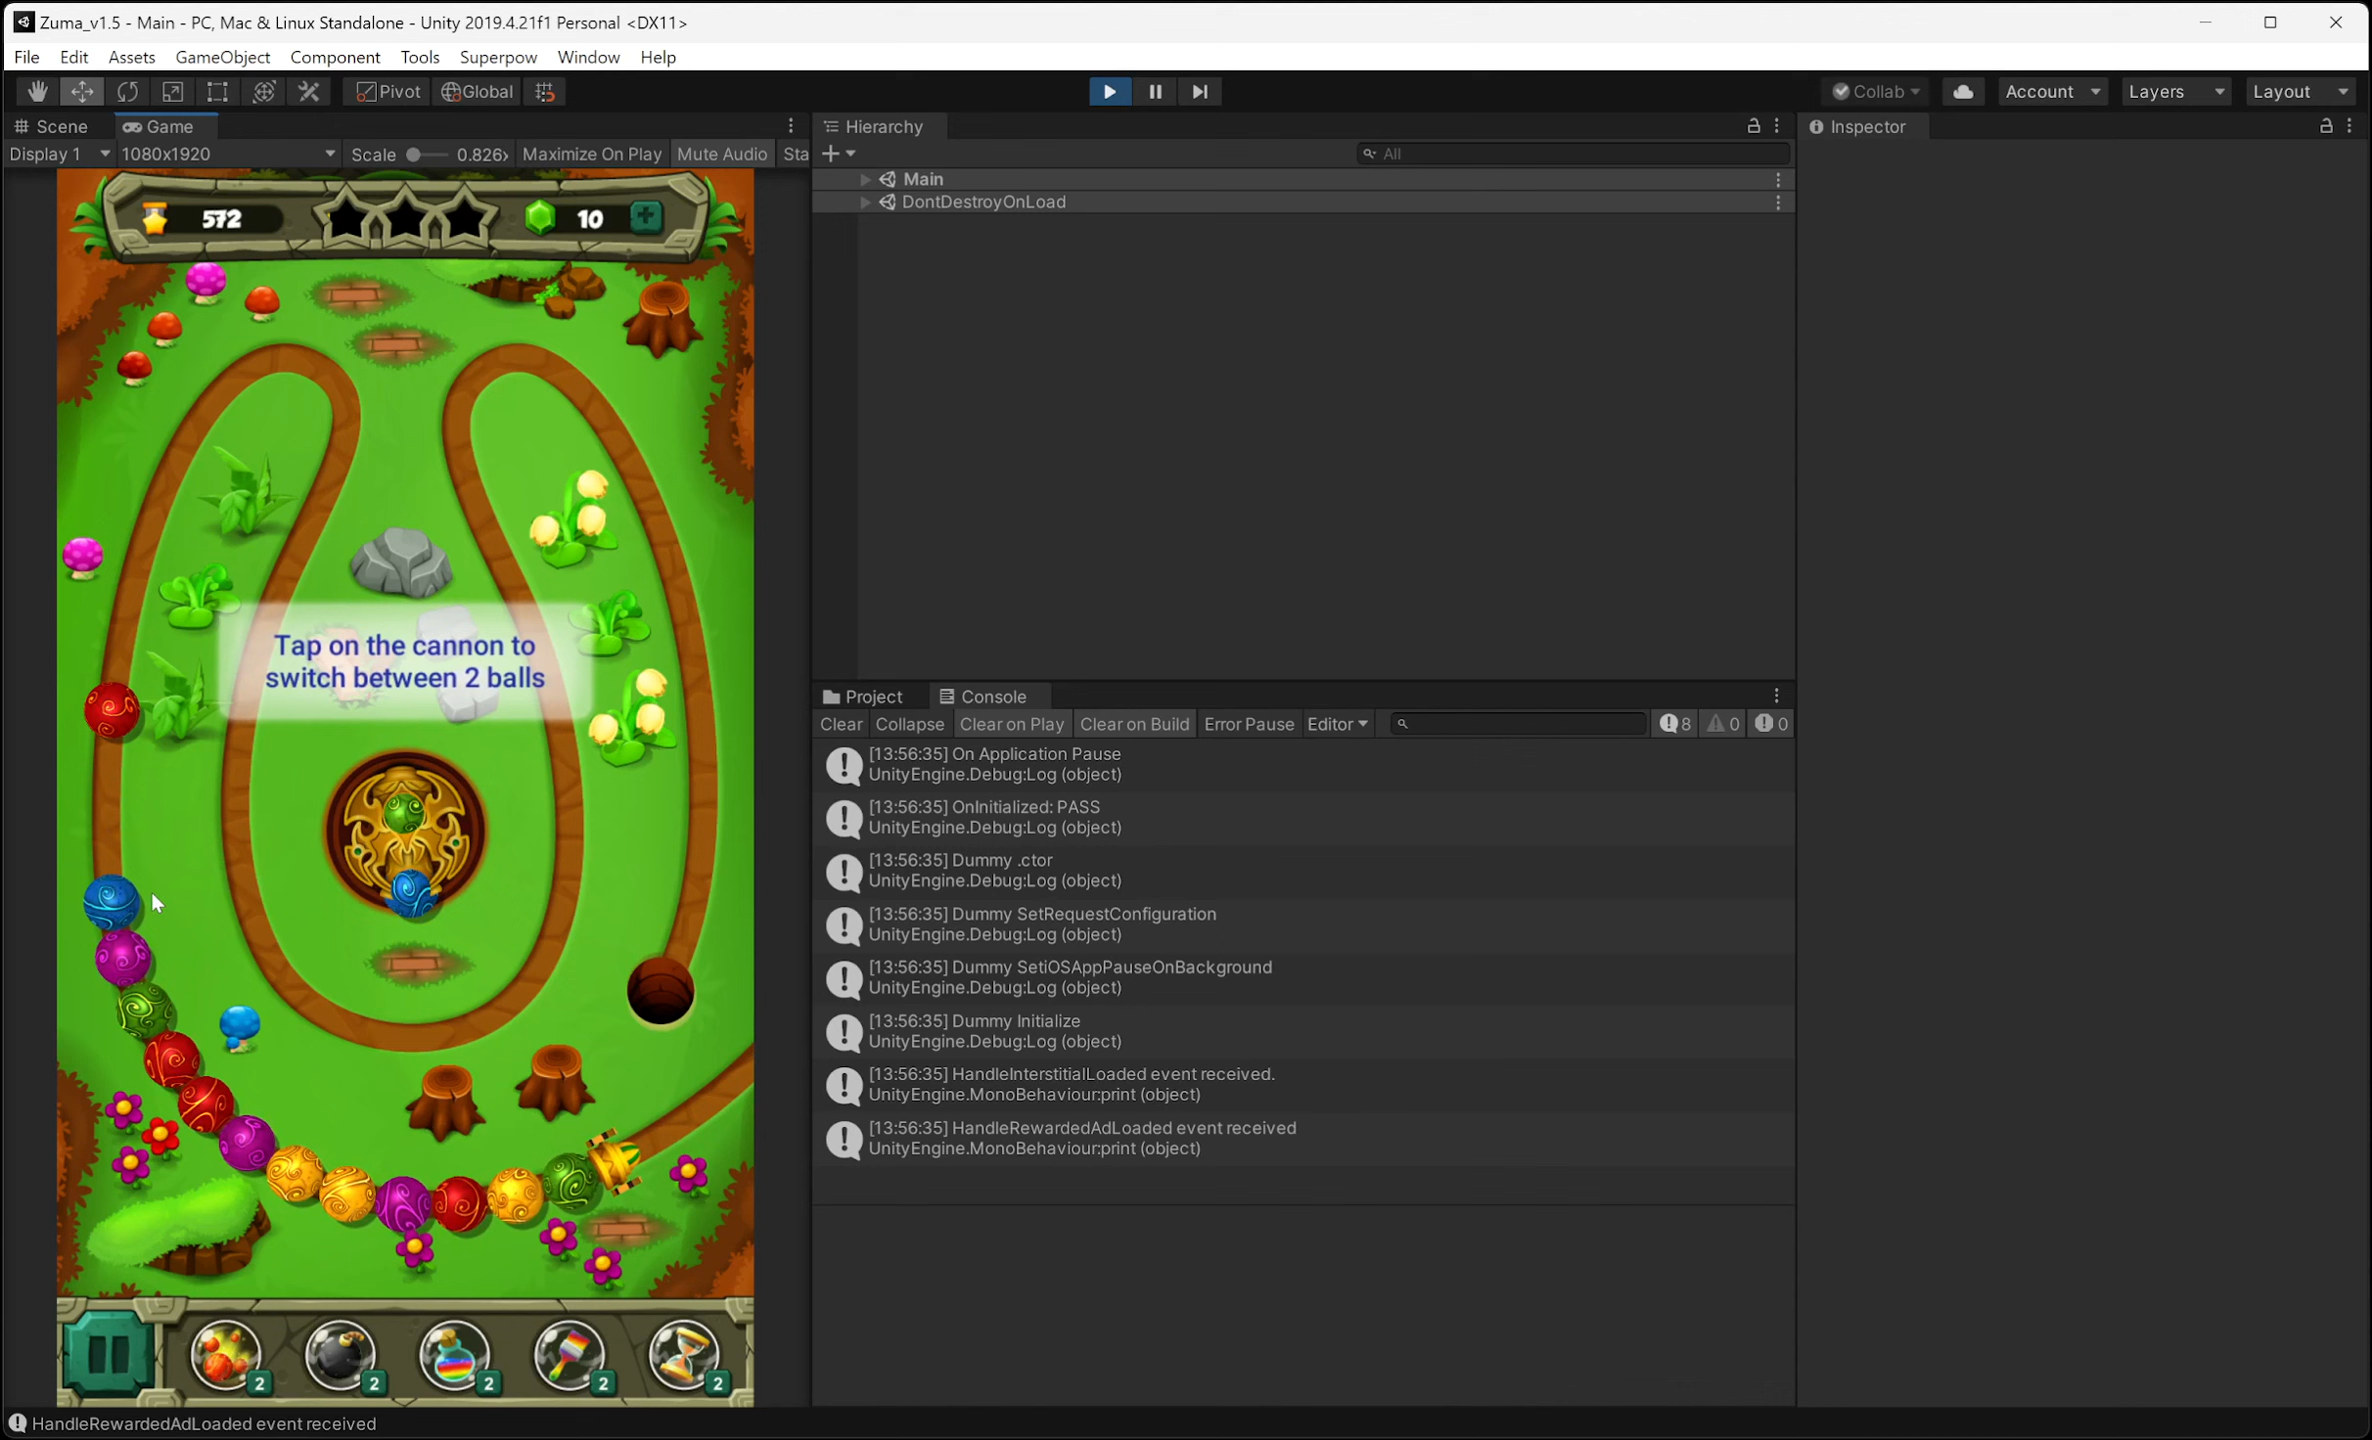 Zuma_v1.5 - Main - PC, Mac & Linux Standalone - Unity 2019.4.21f1 Personal <DX11>
File Edit Assets GameObject Component Tools Superpow Window Help
Pivot Global Collab Account Layers Layout
Scene Game
Display 1 1080x1920 Scale 0.826x Maximize On Play Mute Audio Sta
572 10
Tap on the cannon to
switch between 2 balls
2 2 2 2 2
Hierarchy
All
Main
DontDestroyOnLoad
Project Console
Clear Collapse Clear on Play Clear on Build Error Pause Editor 8 0 0
[13:56:35] On Application Pause
UnityEngine.Debug:Log (object)
[13:56:35] OnInitialized: PASS
UnityEngine.Debug:Log (object)
[13:56:35] Dummy .ctor
UnityEngine.Debug:Log (object)
[13:56:35] Dummy SetRequestConfiguration
UnityEngine.Debug:Log (object)
[13:56:35] Dummy SetiOSAppPauseOnBackground
UnityEngine.Debug:Log (object)
[13:56:35] Dummy Initialize
UnityEngine.Debug:Log (object)
[13:56:35] HandleInterstitialLoaded event received.
UnityEngine.MonoBehaviour:print (object)
[13:56:35] HandleRewardedAdLoaded event received
UnityEngine.MonoBehaviour:print (object)
Inspector
HandleRewardedAdLoaded event received